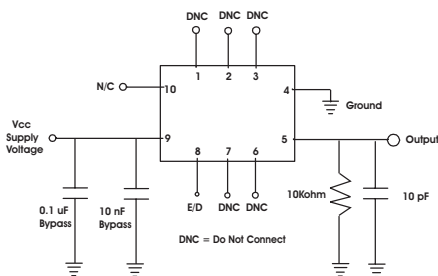 DNC DNC DNC
1 2 3
N/C 10
4
Ground
Vcc
Supply
Voltage
9
5
Output
8 7 6
E/D DNC DNC
0.1 uF
Bypass
10 nF
Bypass
10Kohm
10 pF
DNC = Do Not Connect